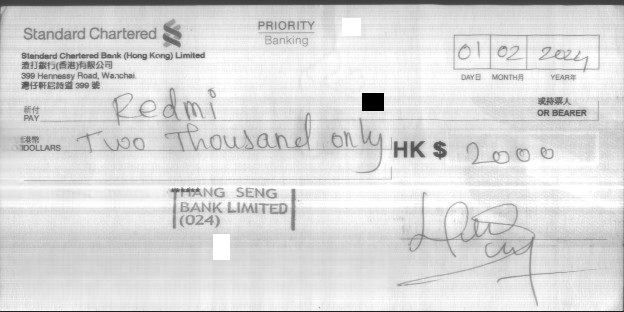 Standard Chartered
PRIORITY
Banking
Standard Chartered Bank (Hong Kong) Limited
渣打銀行(香港)有限公司
399 Hennessy Road, Wanchai
灣仔軒尼詩道 399 號
01 02 2024
DAY日 MONTH月 YEAR年
祈付
PAY Redmi
或持票人
OR BEARER
港幣
DOLLARS Two Thousand only HK $ 2000
HANG SENG
BANK LIMITED
(024)